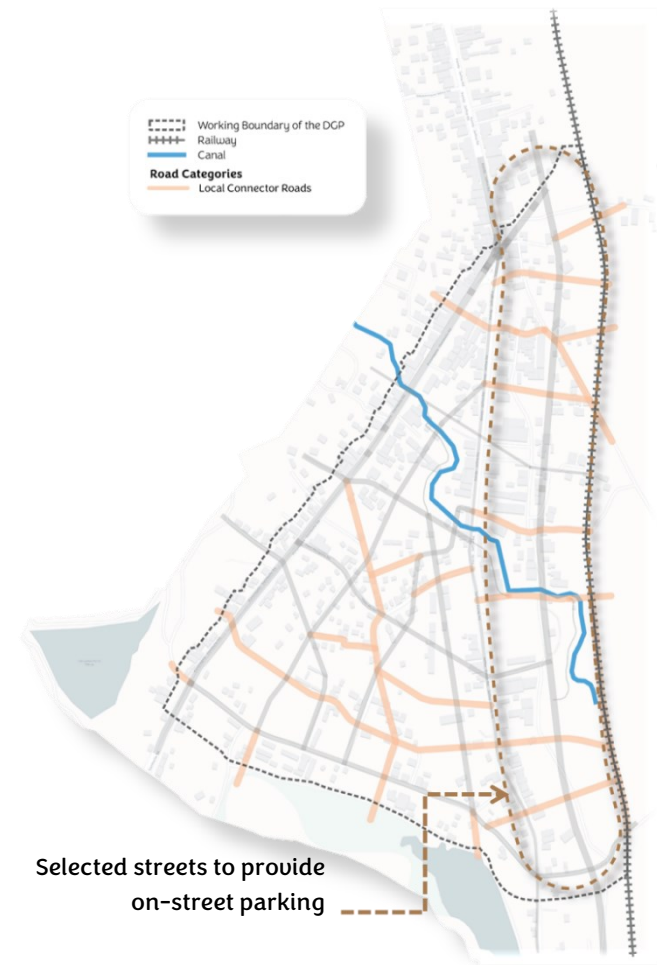 Working Boundary of the DGP
Railway
Canal
Road Categories
Local Connector Roads
Selected streets to provide
on-street parking